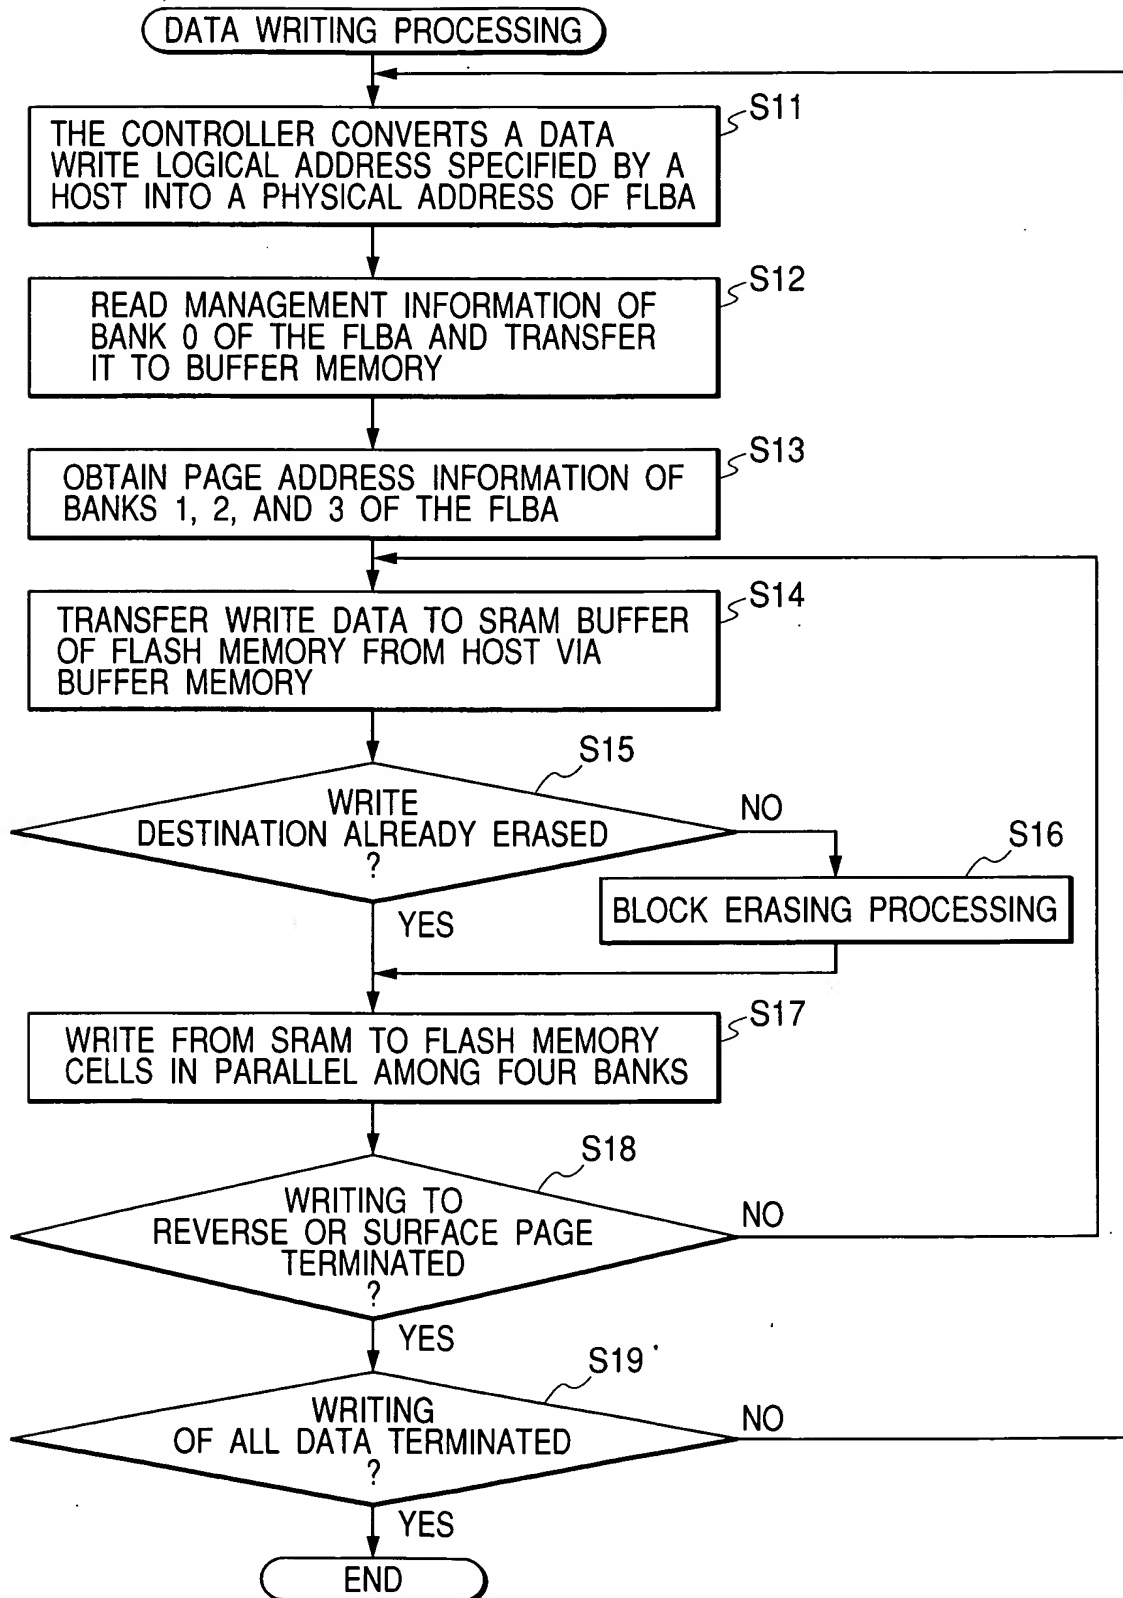 DATA WRITING PROCESSING
S11
THE CONTROLLER CONVERTS A DATA
WRITE LOGICAL ADDRESS SPECIFIED BY A
HOST INTO A PHYSICAL ADDRESS OF FLBA
S12
READ MANAGEMENT INFORMATION OF
BANK 0 OF THE FLBA AND TRANSFER
IT TO BUFFER MEMORY
S13
OBTAIN PAGE ADDRESS INFORMATION OF
BANKS 1, 2, AND 3 OF THE FLBA
S14
TRANSFER WRITE DATA TO SRAM BUFFER
OF FLASH MEMORY FROM HOST VIA
BUFFER MEMORY
S15
WRITE
DESTINATION ALREADY ERASED
?
NO
YES
S16
BLOCK ERASING PROCESSING
S17
WRITE FROM SRAM TO FLASH MEMORY
CELLS IN PARALLEL AMONG FOUR BANKS
S18
WRITING TO
REVERSE OR SURFACE PAGE
TERMINATED
?
NO
YES
S19
WRITING
OF ALL DATA TERMINATED
?
NO
YES
END